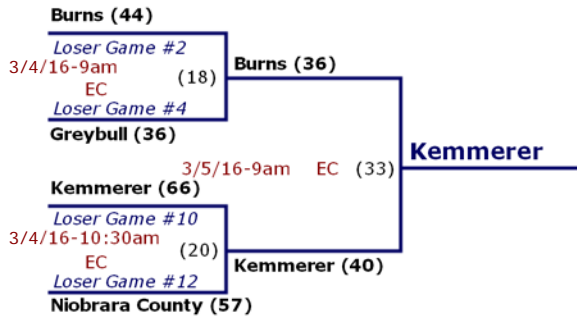 Burns (44)
Loser Game #2
3/4/16-9am
(18)
Burns (36)
EC
Loser Game #4
Greybull (36)
Kemmerer
3/5/16-9am EC (33)
Kemmerer (66)
Loser Game #10
3/4/16-10:30am
(20)
EC
Kemmerer (40)
Loser Game #12
Niobrara County (57)